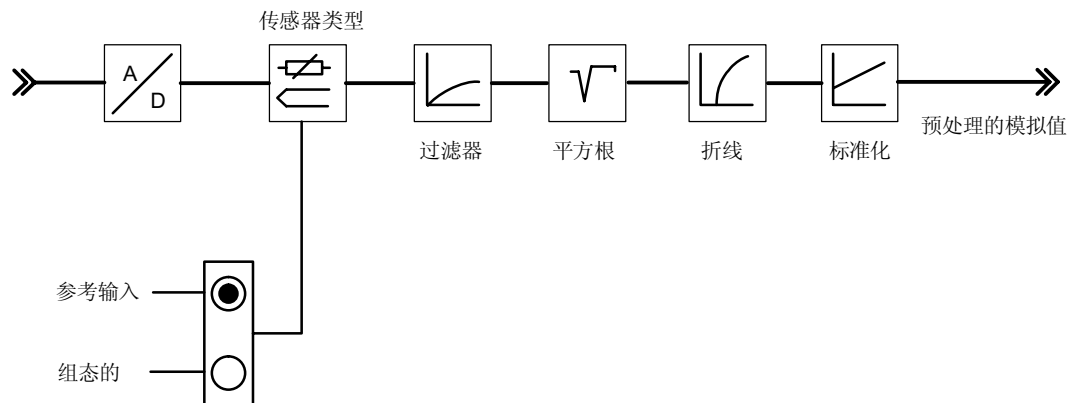 传感器类型
A
D
过滤器
平方根
折线
标准化
预处理的模拟值
参考输入
组态的